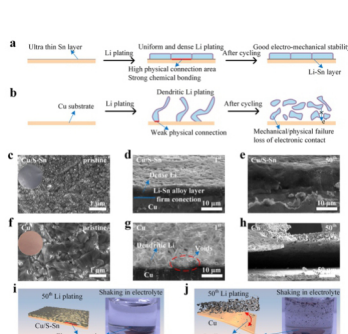 a
Ultra thin Sn layer
Li plating
Uniform and dense Li plating
After cycling
Good electro-mechanical stability
High physical connection area
Strong chemical bonding
Li-Sn layer
b
Cu substrate
Li plating
Dendritic Li plating
After cycling
Weak physical connection
Mechanical/physical failure
loss of electronic contact
c
Cu/S-Sn
pristine
d
Cu/S-Sn
Dense Li
Li-Sn alloy layer
firm conection
Cu
10 μm
e
Cu/S-Sn
50th
10 μm
f
Cu
pristine
1 μm
g
Cu
Dendritic Li
Voids
Cu
10 μm
h
Cu
50th
10 μm
i
50th Li plating
Shaking in electrolyte
Cu/S-Sn
j
50th Li plating
Shaking in electrolyte
Cu